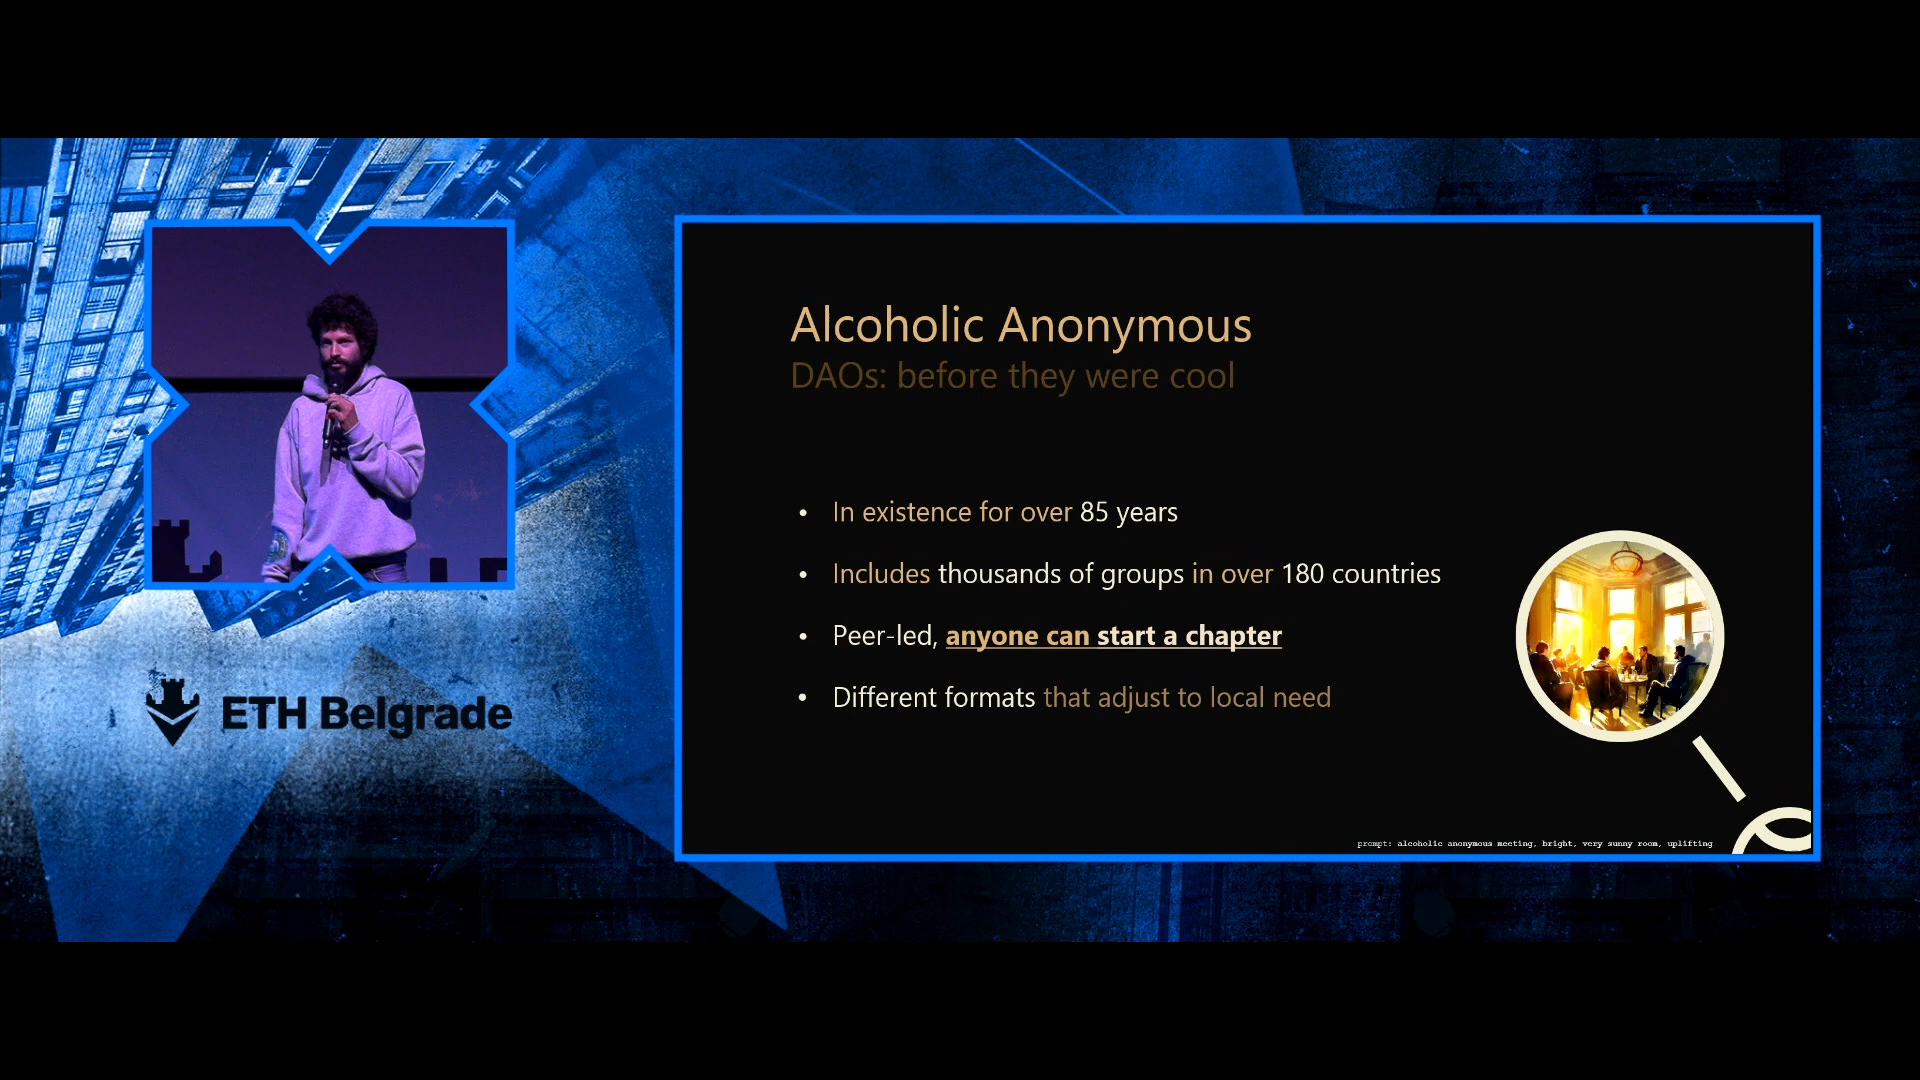 ETH Belgrade
Alcoholic Anonymous
DAOs: before they were cool
• In existence for over 85 years
• Includes thousands of groups in over 180 countries
• Peer-led, anyone can start a chapter
• Different formats that adjust to local need
prompt: alcoholic anonymous meeting, bright, very sunny room, uplifting